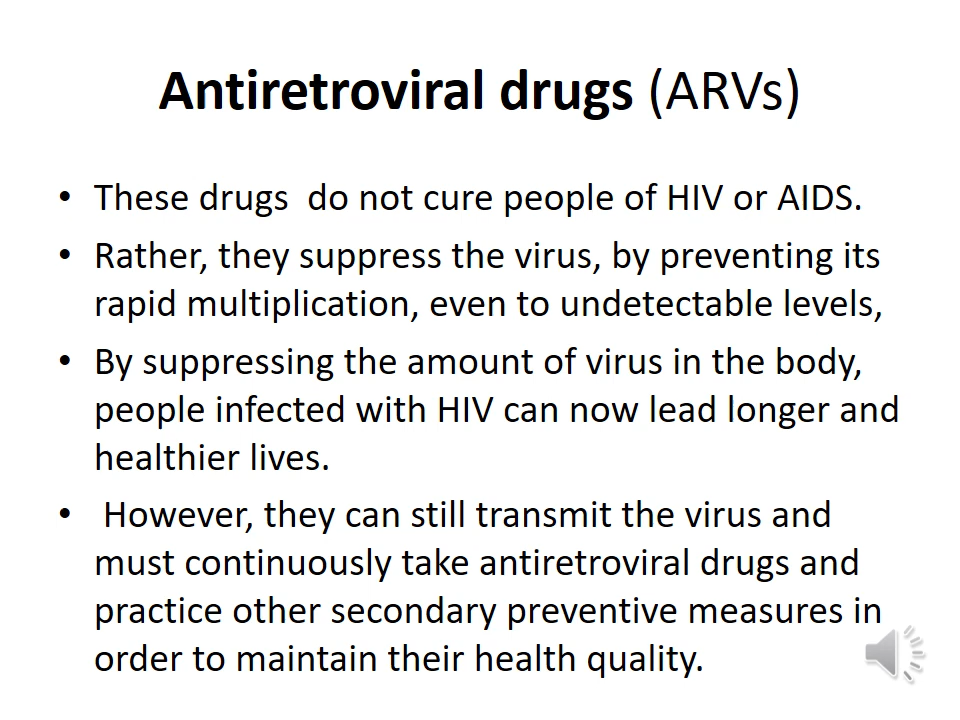 Antiretroviral drugs (ARVs)
• These drugs  do not cure people of HIV or AIDS.
• Rather, they suppress the virus, by preventing its
rapid multiplication, even to undetectable levels,
• By suppressing the amount of virus in the body,
people infected with HIV can now lead longer and
healthier lives.
•  However, they can still transmit the virus and
must continuously take antiretroviral drugs and
practice other secondary preventive measures in
order to maintain their health quality.